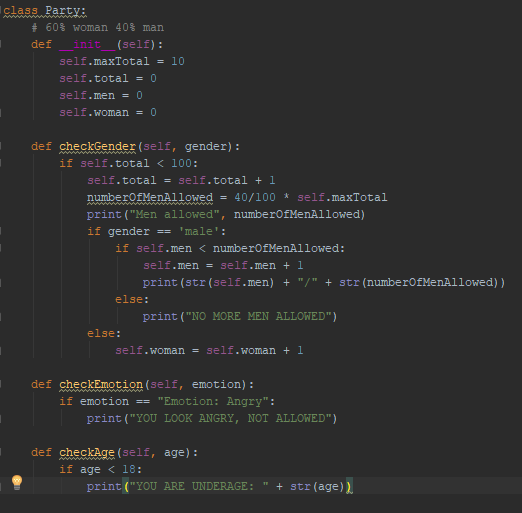 class Party:
    # 60% woman 40% man
    def __init__(self):
        self.maxTotal = 10
        self.total = 0
        self.men = 0
        self.woman = 0

    def checkGender(self, gender):
        if self.total < 100:
            self.total = self.total + 1
            numberOfMenAllowed = 40/100 * self.maxTotal
            print("Men allowed", numberOfMenAllowed)
            if gender == 'male':
                if self.men < numberOfMenAllowed:
                    self.men = self.men + 1
                    print(str(self.men) + "/" + str(numberOfMenAllowed))
                else:
                    print("NO MORE MEN ALLOWED")
            else:
                self.woman = self.woman + 1

    def checkEmotion(self, emotion):
        if emotion == "Emotion: Angry":
            print("YOU LOOK ANGRY, NOT ALLOWED")

    def checkAge(self, age):
        if age < 18:
            print("YOU ARE UNDERAGE: " + str(age))